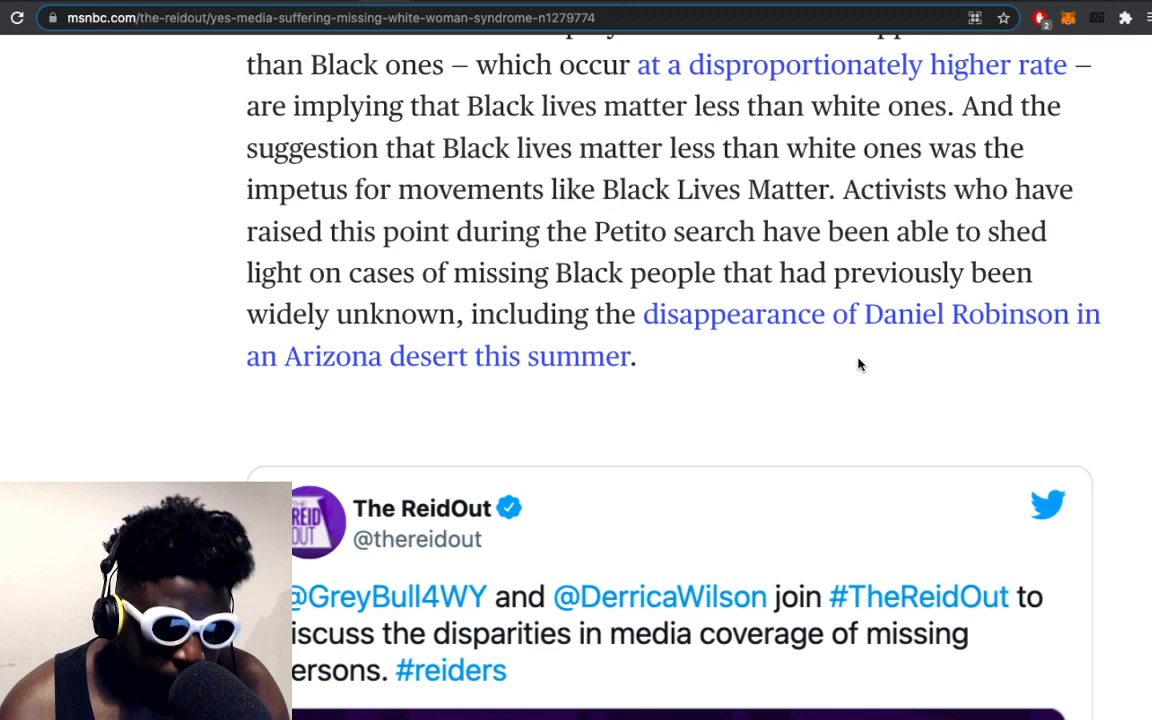 msnbc.com/the-reidout/yes-media-suffering-missing-white-woman-syndrome-n1279774
2
than Black ones – which occur at a disproportionately higher rate –
are implying that Black lives matter less than white ones. And the
suggestion that Black lives matter less than white ones was the
impetus for movements like Black Lives Matter. Activists who have
raised this point during the Petito search have been able to shed
light on cases of missing Black people that had previously been
widely unknown, including the disappearance of Daniel Robinson in
an Arizona desert this summer.
REID
OUT
The ReidOut
@thereidout
@GreyBull4WY and @DerricaWilson join #TheReidOut to
iscuss the disparities in media coverage of missing
ersons. #reiders